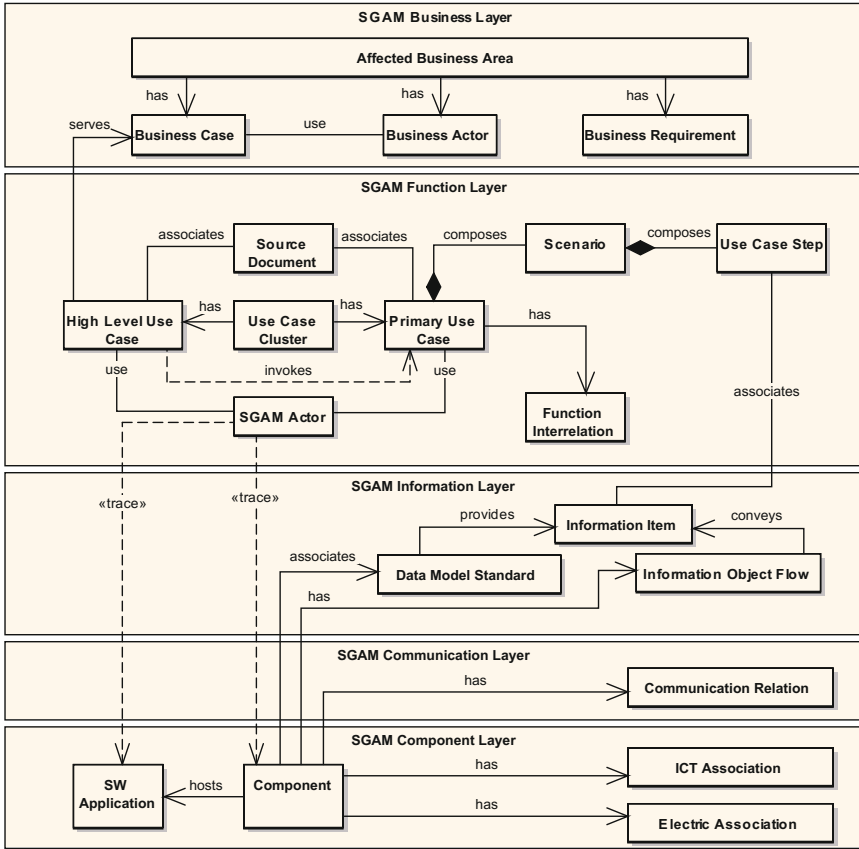 SGAM Business Layer
Affected Business Area
has
has
has
serves
Business Case
use
Business Actor
Business Requirement
SGAM Function Layer
associates
Source
Document
associates
composes
Scenario
composes
Use Case Step
High Level Use
Case
has
Use Case
Cluster
has
Primary Use
Case
has
invokes
use
use
associates
SGAM Actor
Function
Interrelation
SGAM Information Layer
«trace»
«trace»
provides
Information Item
conveys
associates
Data Model Standard
Information Object Flow
has
SGAM Communication Layer
has
Communication Relation
SGAM Component Layer
SW
Application
hosts
Component
has
ICT Association
has
Electric Association